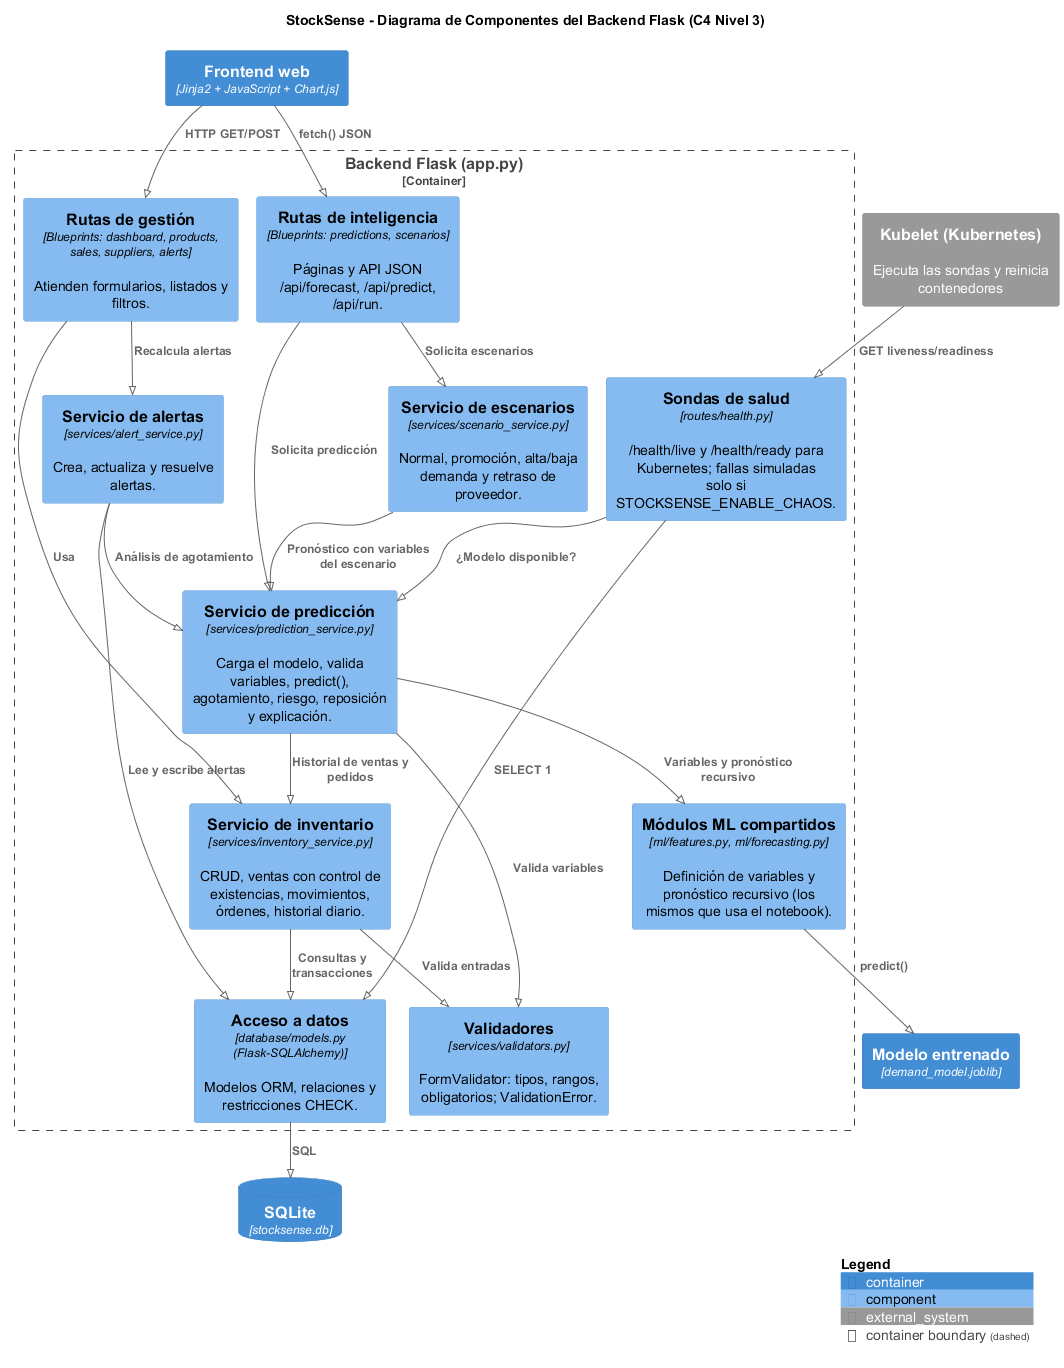 StockSense - Diagrama de Componentes del Backend Flask (C4 Nivel 3)
Frontend web
[Jinja2 + JavaScript + Chart.js]
HTTP GET/POST
fetch() JSON
Backend Flask (app.py)
[Container]
Rutas de gestión
[Blueprints: dashboard, products,
sales, suppliers, alerts]
Atienden formularios, listados y
filtros.
Rutas de inteligencia
[Blueprints: predictions, scenarios]
Páginas y API JSON
/api/forecast, /api/predict,
/api/run.
Kubelet (Kubernetes)
Ejecuta las sondas y reinicia
contenedores
Recalcula alertas
Solicita escenarios
GET liveness/readiness
Servicio de alertas
[services/alert_service.py]
Crea, actualiza y resuelve
alertas.
Solicita predicción
Servicio de escenarios
[services/scenario_service.py]
Normal, promoción, alta/baja
demanda y retraso de
proveedor.
Sondas de salud
[routes/health.py]
/health/live y /health/ready para
Kubernetes; fallas simuladas
solo si
STOCKSENSE_ENABLE_CHAOS.
Usa
Análisis de agotamiento
Pronóstico con variables
del escenario
¿Modelo disponible?
Servicio de predicción
[services/prediction_service.py]
Carga el modelo, valida
variables, predict(),
agotamiento, riesgo, reposición
y explicación.
Lee y escribe alertas
Historial de ventas y
pedidos
SELECT 1
Variables y pronóstico
recursivo
Servicio de inventario
[services/inventory_service.py]
CRUD, ventas con control de
existencias, movimientos,
órdenes, historial diario.
Valida variables
Módulos ML compartidos
[ml/features.py, ml/forecasting.py]
Definición de variables y
pronóstico recursivo (los
mismos que usa el notebook).
Consultas y
transacciones
Valida entradas
predict()
Acceso a datos
[database/models.py
(Flask-SQLAlchemy)]
Modelos ORM, relaciones y
restricciones CHECK.
Validadores
[services/validators.py]
FormValidator: tipos, rangos,
obligatorios; ValidationError.
Modelo entrenado
[demand_model.joblib]
SQL
SQLite
[stocksense.db]
Legend
container
component
external_system
container boundary (dashed)